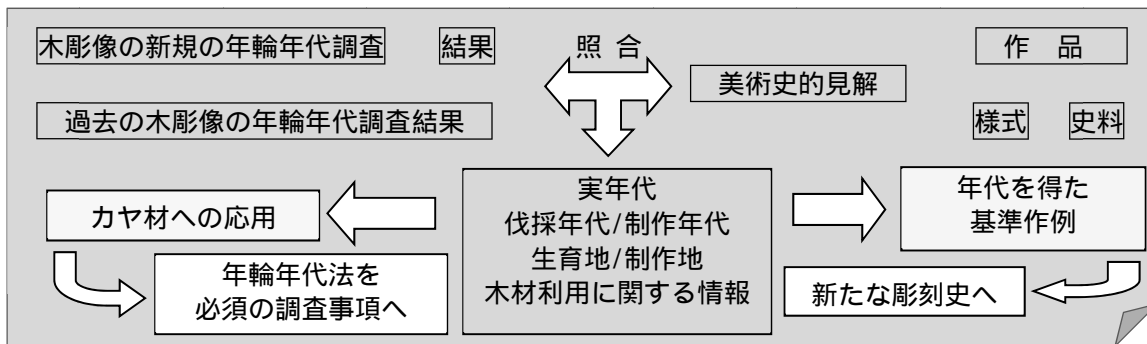 木彫像の新規の年輪年代調査 結果 照 合 作 品
美術史的見解
過去の木彫像の年輪年代調査結果 様式 史料
カヤ材への応用
実年代
伐採年代/制作年代
生育地/制作地
木材利用に関する情報
年代を得た
基準作例
年輪年代法を
必須の調査事項へ
新たな彫刻史へ